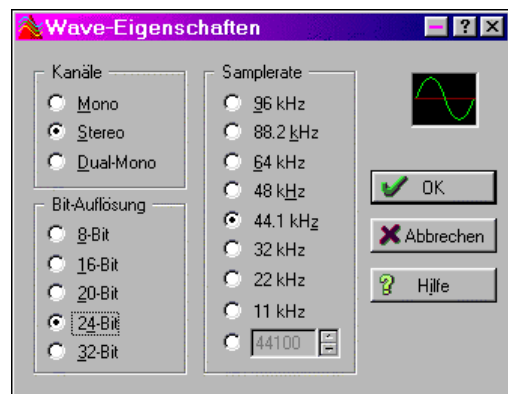 Wave-Eigenschaften
Kanäle
Mono
Stereo
Dual-Mono
Bit-Auflösung
8-Bit
16-Bit
20-Bit
24-Bit
32-Bit
Samplerate
96 kHz
88.2 kHz
64 kHz
48 kHz
44.1 kHz
32 kHz
22 kHz
11 kHz
44100
OK
Abbrechen
Hilfe